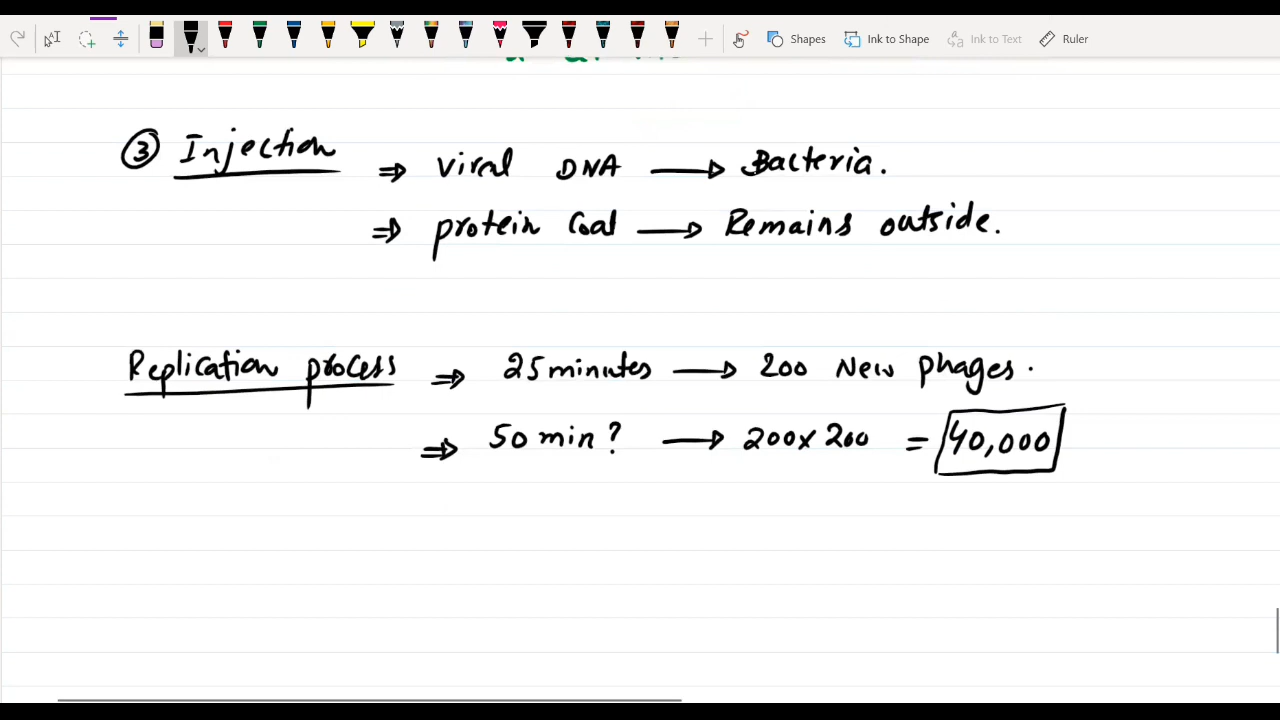 Shapes Ink to Shape Ink to Text Ruler
③ Injection ⇒ Viral DNA → Bacteria.
⇒ protein Coat → Remains outside.
Replication process ⇒ 25 minutes → 200 New phages.
⇒ 50 min? → 200 x 200 = 40,000